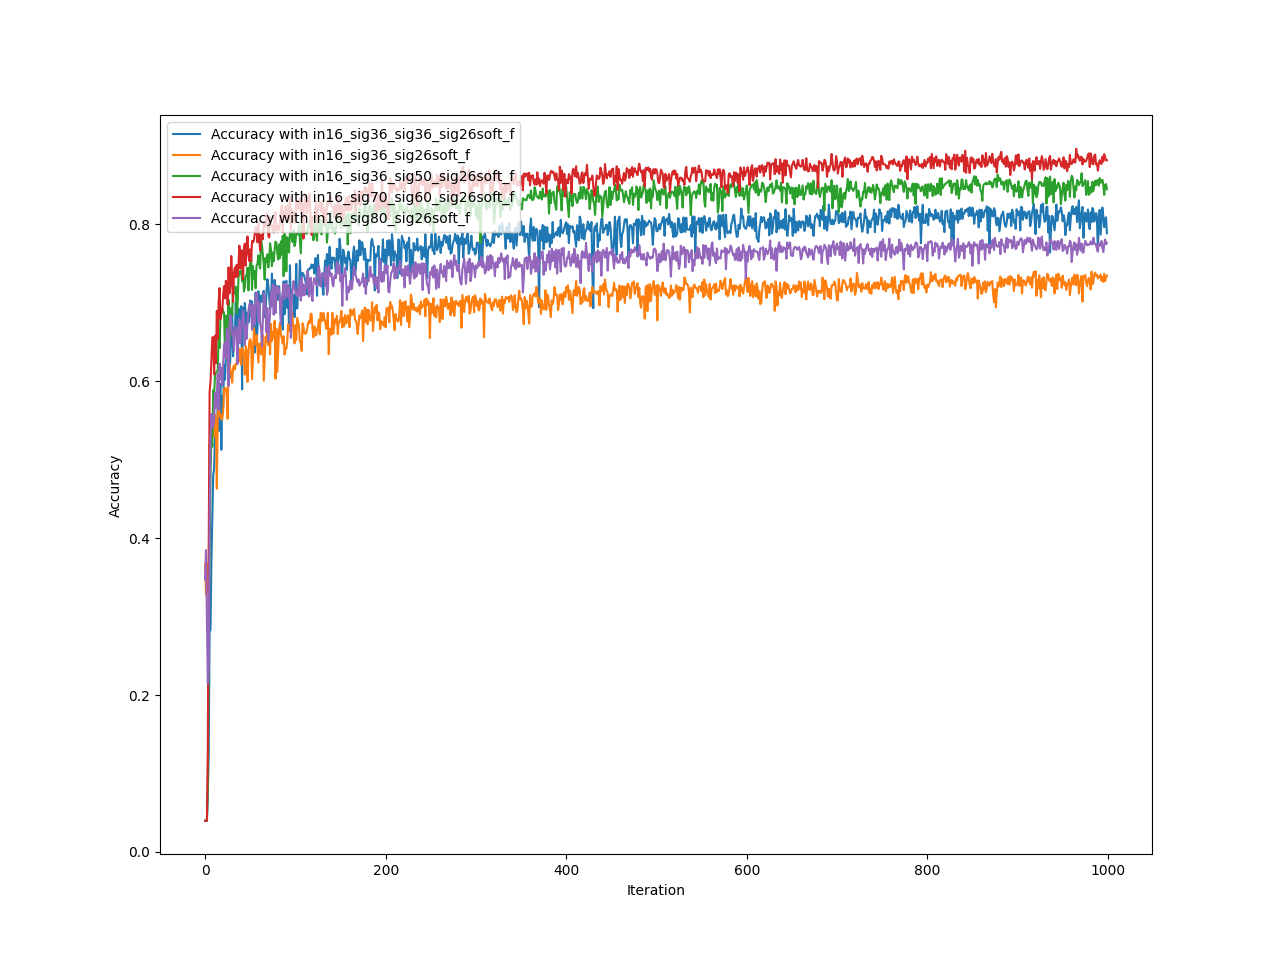 Accuracy with in16_sig36_sig36_sig26soft_f
Accuracy with in16_sig36_sig26soft_f
Accuracy with in16_sig36_sig50_sig26soft_f
Accuracy with in16_sig70_sig60_sig26soft_f
Accuracy with in16_sig80_sig26soft_f
0.8
0.6
0.4
0.2
0.0
Accuracy
0 200 400 600 800 1000
Iteration